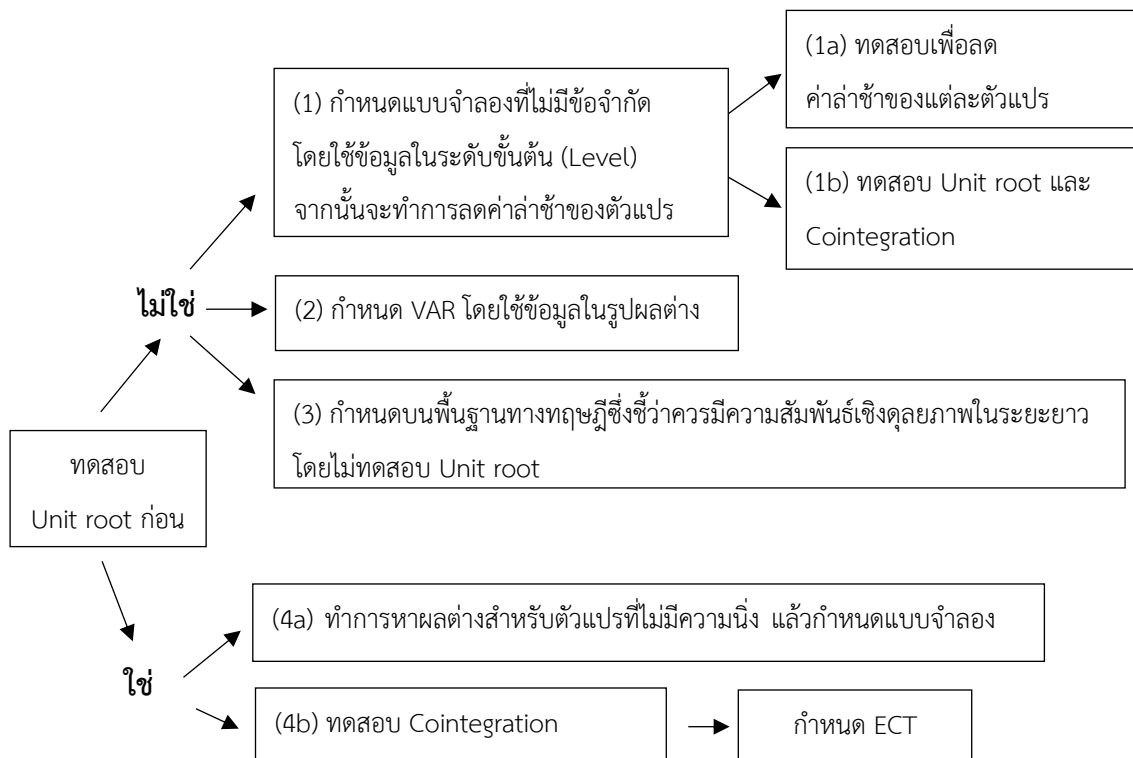 (1a) ทดสอบเพื่อลด
ค่าล่าช้าของแต่ละตัวแปร
(1) กำหนดแบบจำลองที่ไม่มีข้อจำกัด
โดยใช้ข้อมูลในระดับขั้นต้น (Level)
จากนั้นจะทำการลดค่าล่าช้าของตัวแปร
(1b) ทดสอบ Unit root และ
Cointegration
ไม่ใช่
(2) กำหนด VAR โดยใช้ข้อมูลในรูปผลต่าง
(3) กำหนดบนพื้นฐานทางทฤษฎีซึ่งชี้ว่าควรมีความสัมพันธ์เชิงดุลยภาพในระยะยาว
โดยไม่ทดสอบ Unit root
ทดสอบ
Unit root ก่อน
(4a) ทำการหาผลต่างสำหรับตัวแปรที่ไม่มีความนิ่ง แล้วกำหนดแบบจำลอง
ใช่
(4b) ทดสอบ Cointegration
กำหนด ECT